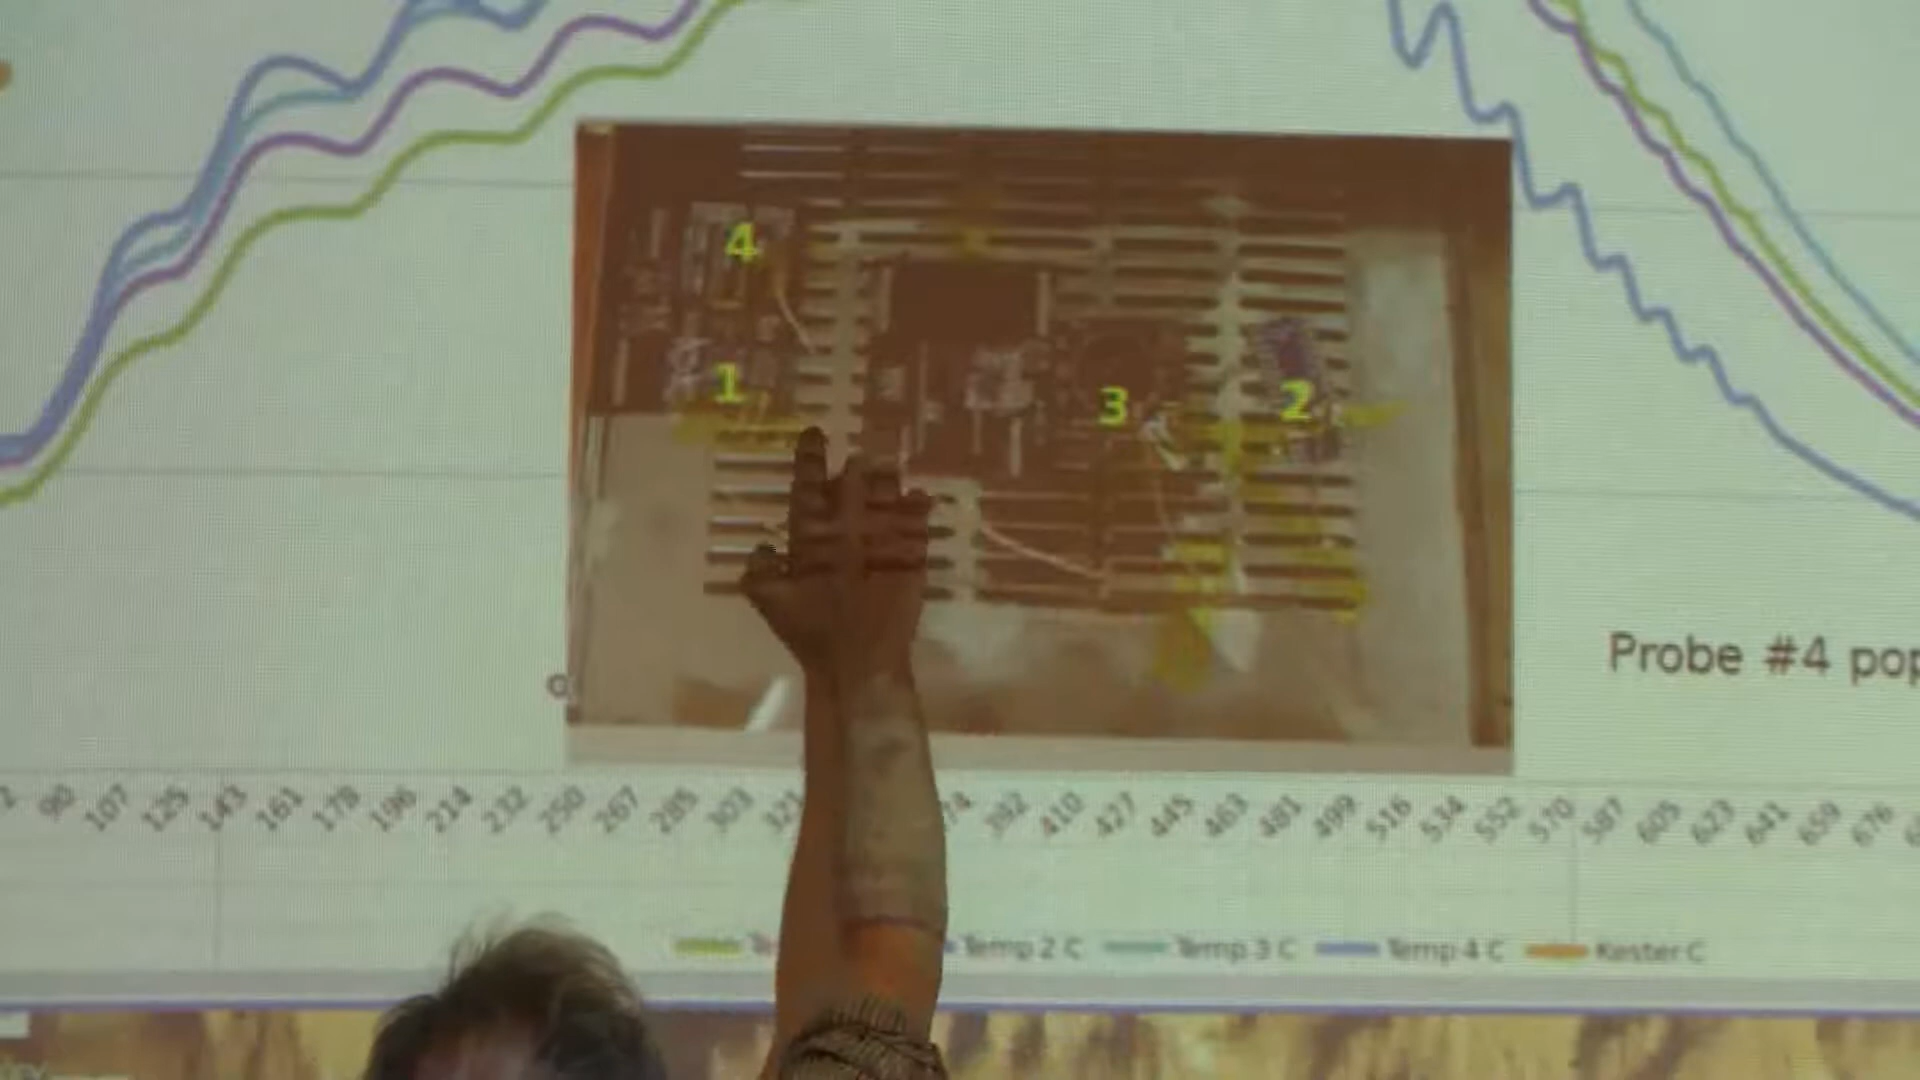 4
1
3
2
Probe #4 pop
90 107 125 143 161 178 196 214 232 250 267 285 303 392 410 427 445 463 481 499 516 534 552 570 587 605 623 641 659 676
Temp 2 C Temp 3 C Temp 4 C Kester C